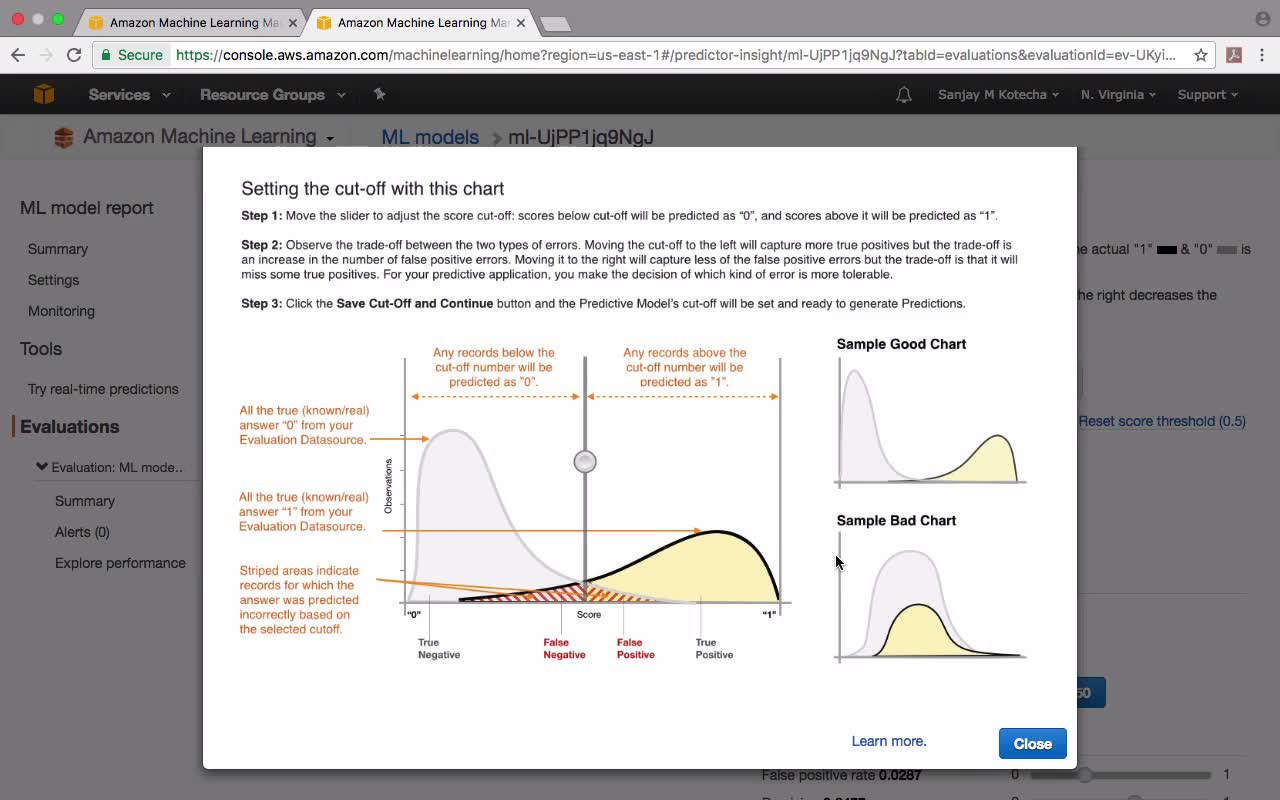 Amazon Machine Learning Ma
Amazon Machine Learning Mar
Secure https://console.aws.amazon.com/machinelearning/home?region=us-east-1#/predictor-insight/ml-UjPP1jq9NgJ?tabId=evaluations&evaluationId=ev-UKyi...
Services Resource Groups Sanjay M Kotecha N. Virginia Support
Amazon Machine Learning ML models > ml-UjPP1jq9NgJ
ML model report
Summary
Settings
Monitoring
Tools
Try real-time predictions
Evaluations
Evaluation: ML mode..
Summary
Alerts (0)
Explore performance
Setting the cut-off with this chart
Step 1: Move the slider to adjust the score cut-off: scores below cut-off will be predicted as “0”, and scores above it will be predicted as “1”.
Step 2: Observe the trade-off between the two types of errors. Moving the cut-off to the left will capture more true positives but the trade-off is
an increase in the number of false positive errors. Moving it to the right will capture less of the false positive errors but the trade-off is that it will
miss some true positives. For your predictive application, you make the decision of which kind of error is more tolerable.
Step 3: Click the Save Cut-Off and Continue button and the Predictive Model’s cut-off will be set and ready to generate Predictions.
Any records below the
cut-off number will be
predicted as ”0”.
Any records above the
cut-off number will be
predicted as ”1”.
All the true (known/real)
answer “0” from your
Evaluation Datasource.
All the true (known/real)
answer “1” from your
Evaluation Datasource.
Striped areas indicate
records for which the
answer was predicted
incorrectly based on
the selected cutoff.
Observations
“0” Score “1”
True
Negative
False
Negative
False
Positive
True
Positive
Sample Good Chart
Sample Bad Chart
Learn more.
Close
e actual "1" & "0" is
he right decreases the
Reset score threshold (0.5)
50
False positive rate 0.0287 0 1